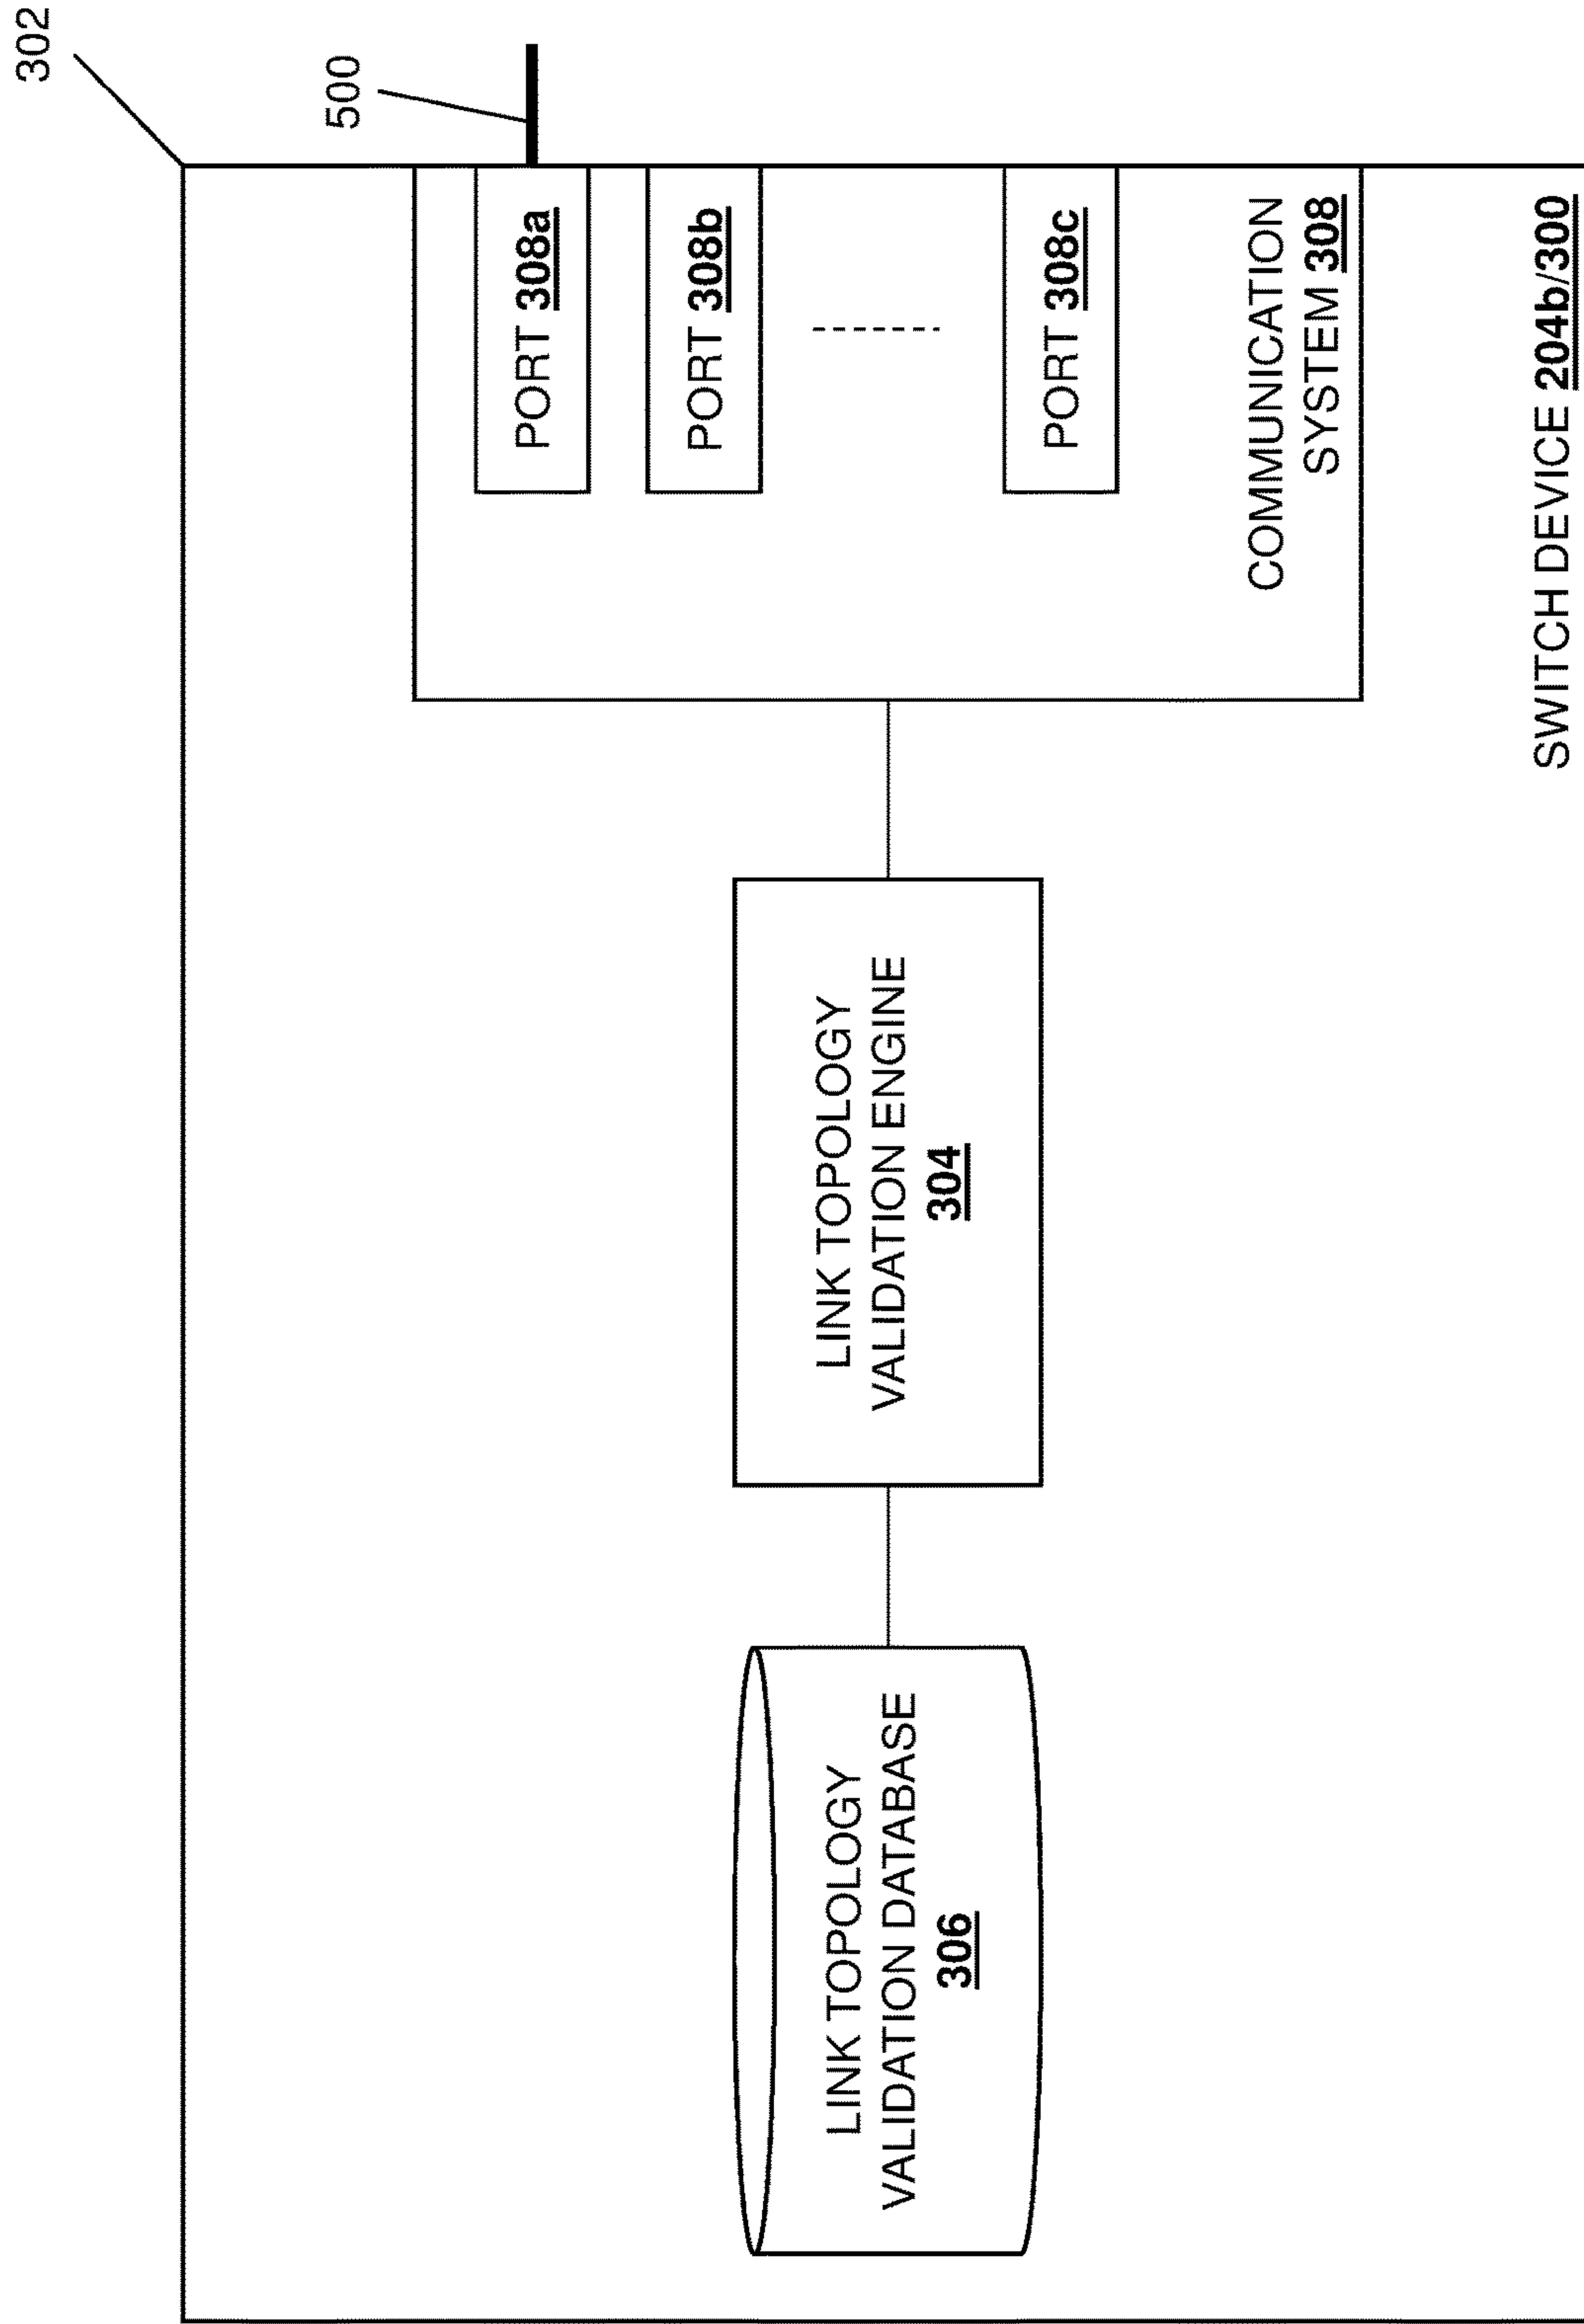 302
500
PORT 308a
PORT 308b
PORT 308c
COMMUNICATION
SYSTEM 308
LINK TOPOLOGY
VALIDATION ENGINE
304
LINK TOPOLOGY
VALIDATION DATABASE
306
SWITCH DEVICE 204b/300